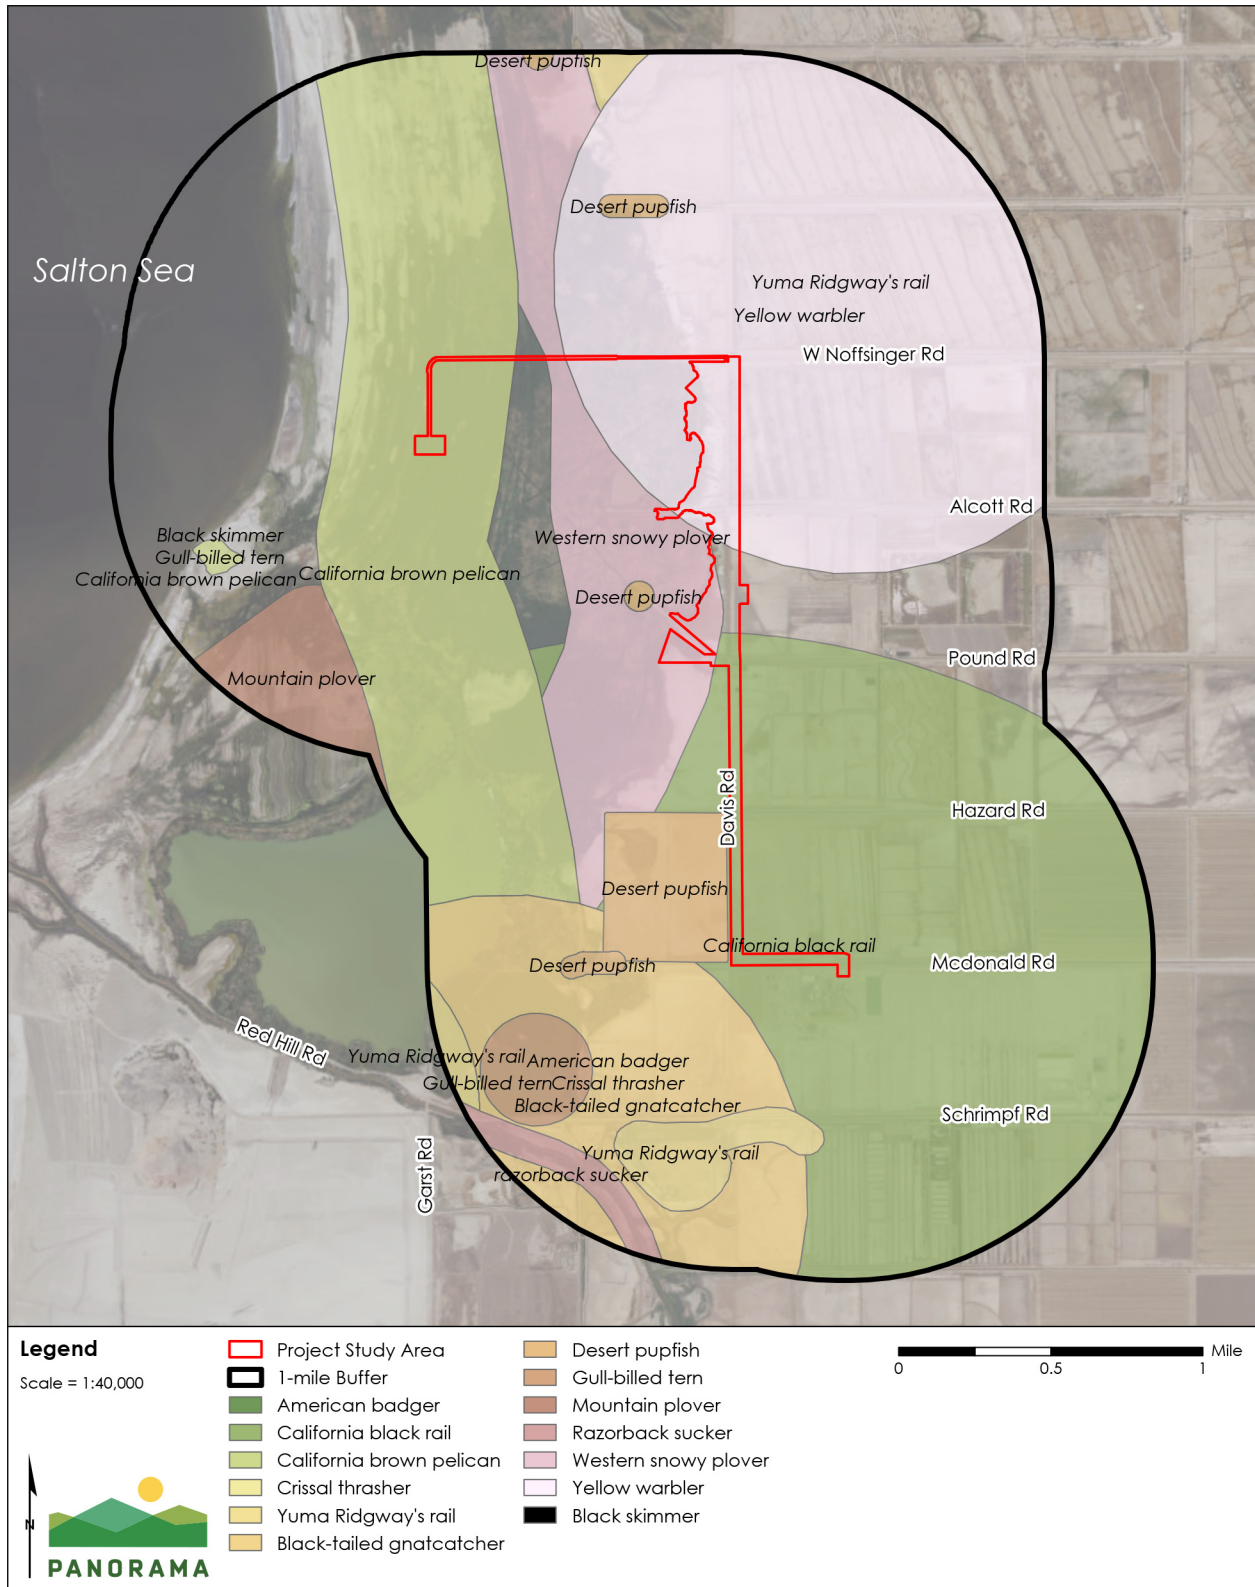 Desert pupfish
Desert pupfish
Salton Sea
Yuma Ridgway's rail
Yellow warbler
W Noffsinger Rd
Alcott Rd
Black skimmer
Gull-billed tern
California brown pelican
California brown pelican
Western snowy plover
Desert pupfish
Pound Rd
Mountain plover
Davis Rd
Hazard Rd
Desert pupfish
California black rail
Mcdonald Rd
Desert pupfish
Red Hill Rd
Yuma Ridgway's rail
American badger
Gull-billed tern
Crissal thrasher
Black-tailed gnatcatcher
Schrimpf Rd
Yuma Ridgway's rail
razorback sucker
Garst Rd
Legend
Scale = 1:40,000
N
PANORAMA
Project Study Area
1-mile Buffer
American badger
California black rail
California brown pelican
Crissal thrasher
Yuma Ridgway's rail
Black-tailed gnatcatcher
Desert pupfish
Gull-billed tern
Mountain plover
Razorback sucker
Western snowy plover
Yellow warbler
Black skimmer
Mile
0 0.5 1